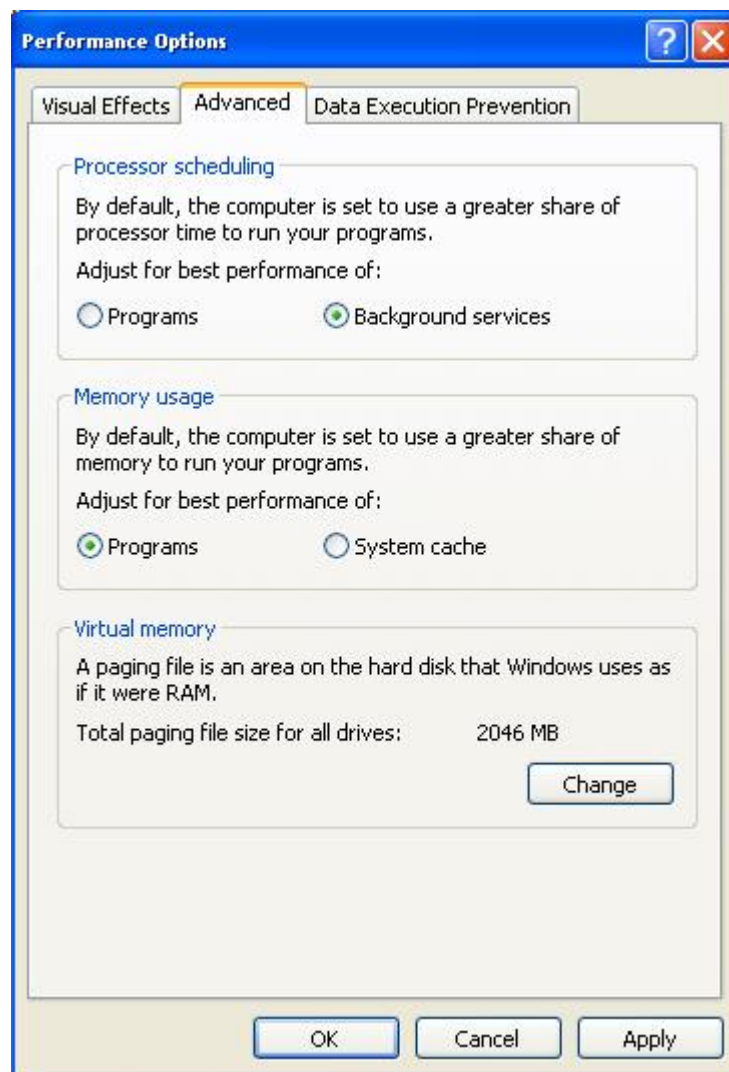 Performance Options
Visual Effects Advanced Data Execution Prevention
Processor scheduling
By default, the computer is set to use a greater share of
processor time to run your programs.
Adjust for best performance of:
Programs Background services
Memory usage
By default, the computer is set to use a greater share of
memory to run your programs.
Adjust for best performance of:
Programs System cache
Virtual memory
A paging file is an area on the hard disk that Windows uses as
if it were RAM.
Total paging file size for all drives: 2046 MB
Change
OK Cancel Apply